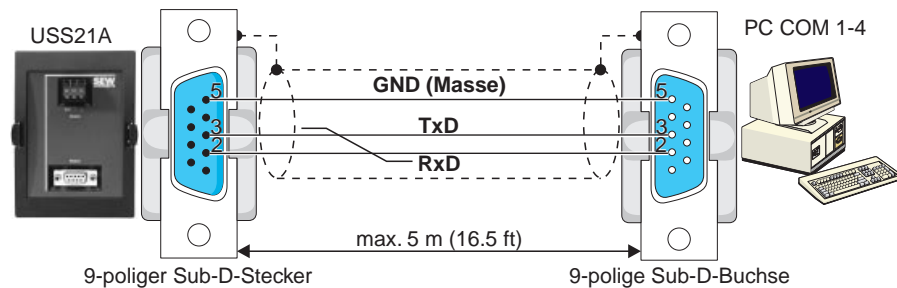 USS21A
PC COM 1-4
SEW
GND (Masse)
5
5
TxD
3
3
2
2
RxD
max. 5 m (16.5 ft)
9-poliger Sub-D-Stecker
9-polige Sub-D-Buchse